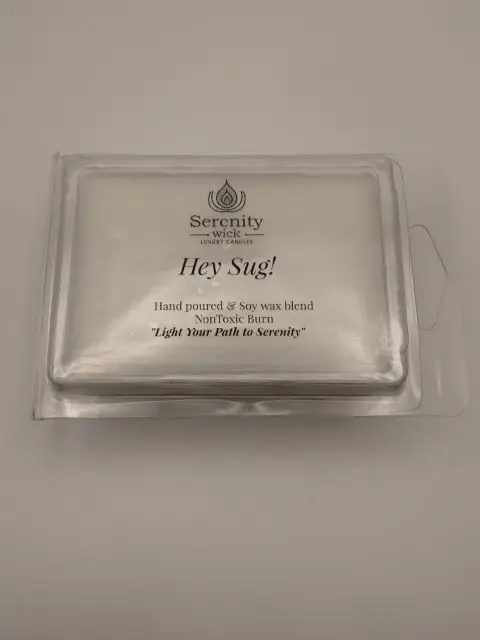 Serenity
wick
LUXURY CANDLES
Hey Sug!
Hand poured & Soy wax blend
NonToxic Burn
"Light Your Path to Serenity"